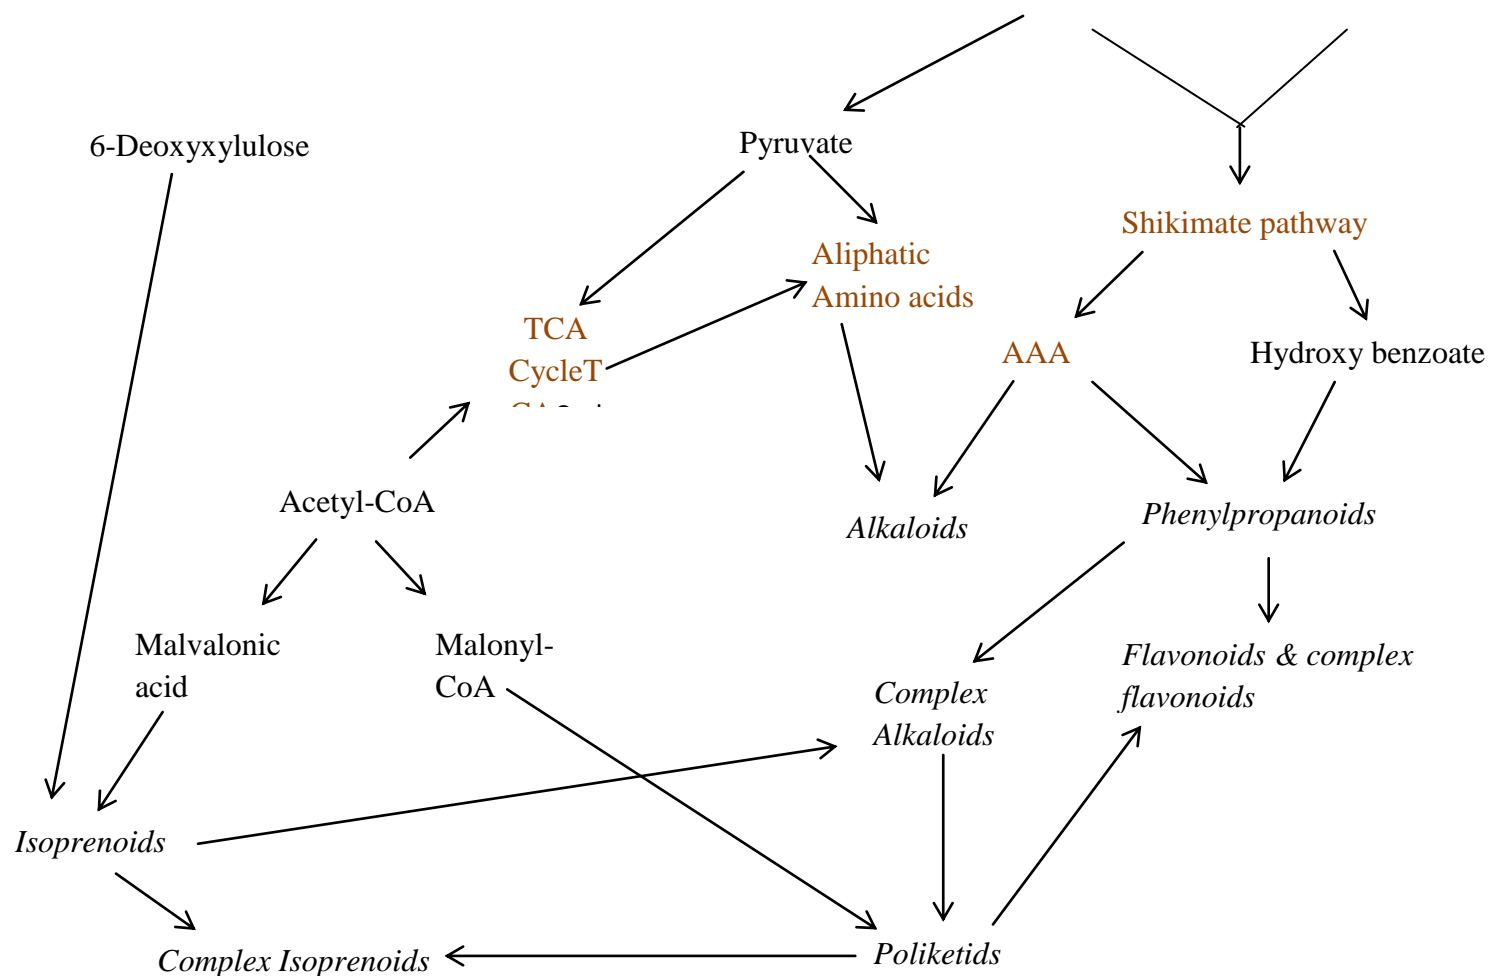 6-Deoxyxylulose
Pyruvate
Shikimate pathway
Aliphatic
Amino acids
TCA
CycleT
AAA
Hydroxy benzoate
Acetyl-CoA
Alkaloids
Phenylpropanoids
Malvalonic
acid
Malonyl-
CoA
Flavonoids & complex
flavonoids
Complex
Alkaloids
Isoprenoids
Complex Isoprenoids
Poliketids